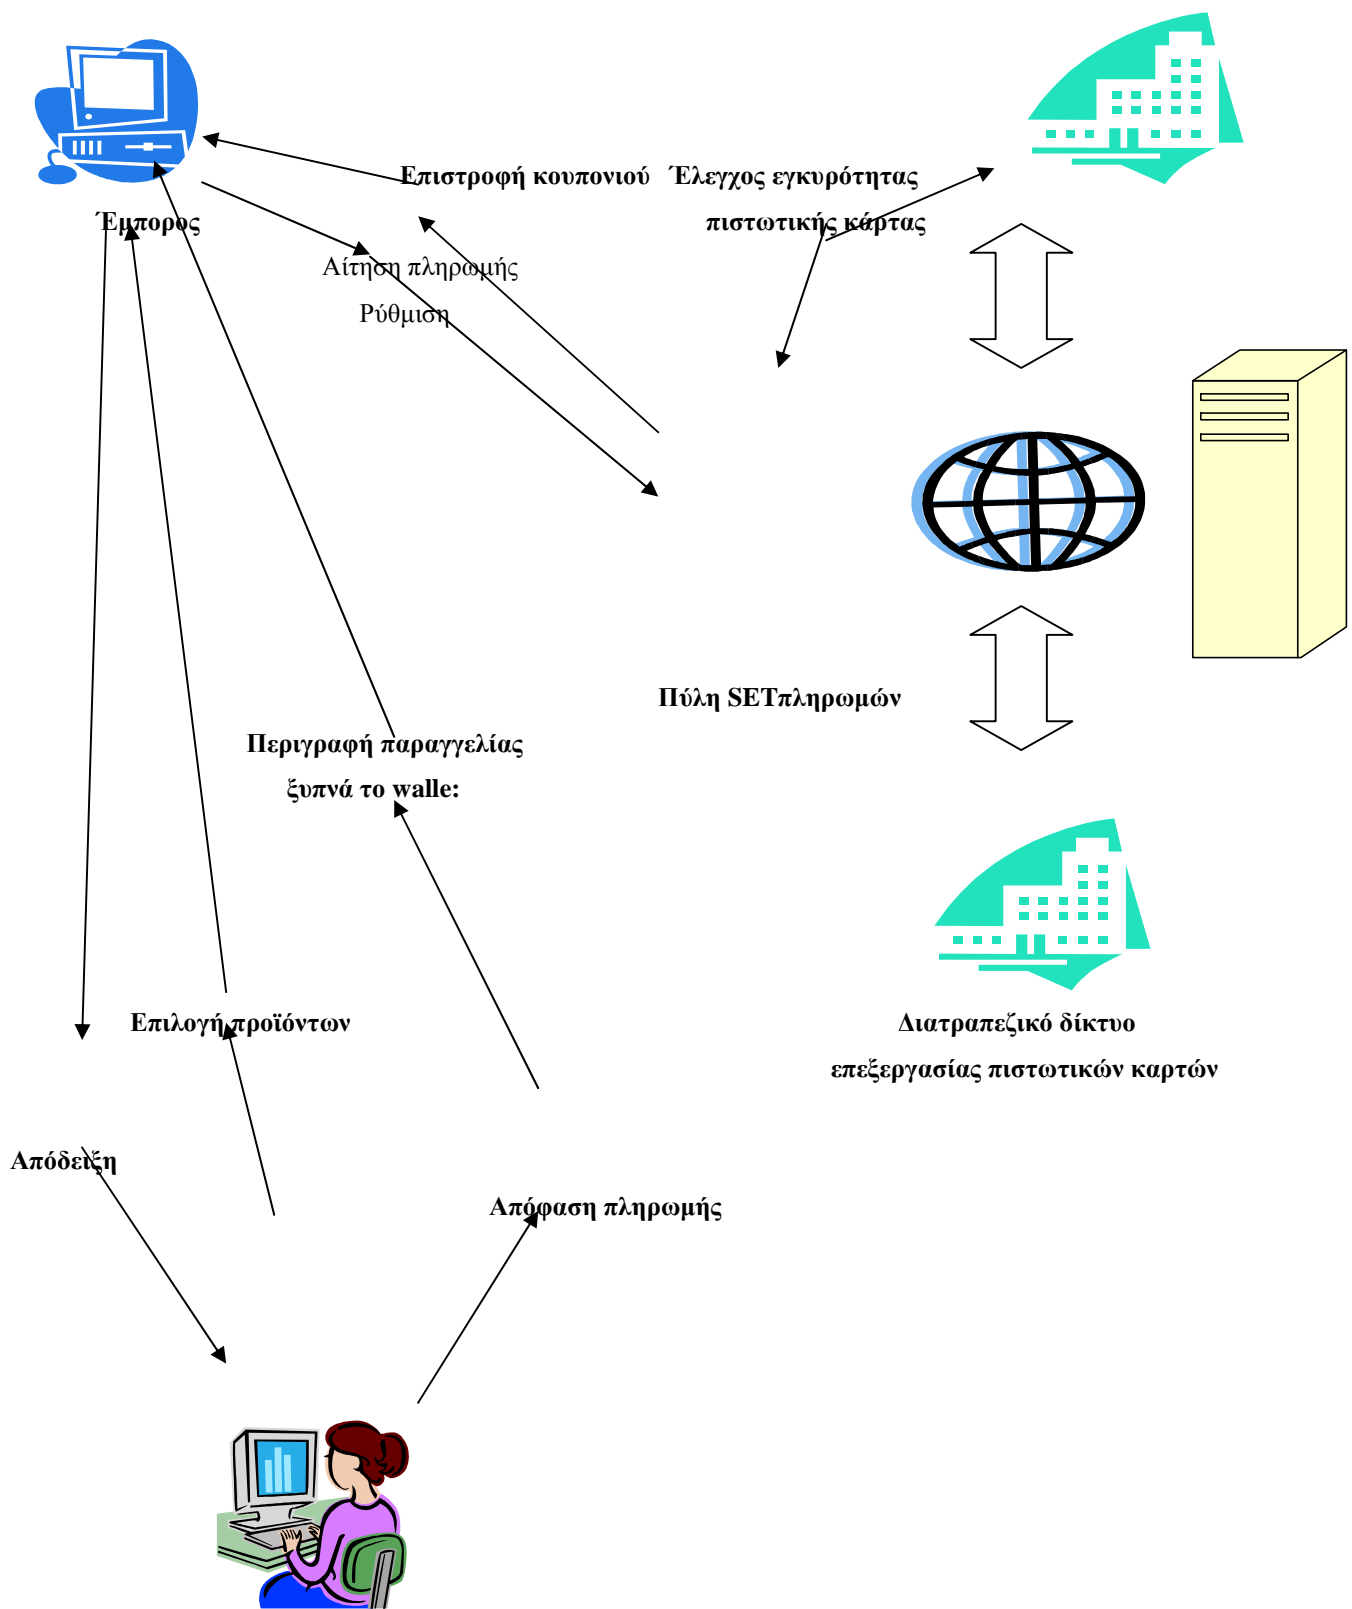 Επιστροφή κουπονιού
Έλεγχος εγκυρότητας
πιστωτικής κάρτας
Έμπορος
Αίτηση πληρωμής
Ρύθμιση
Πύλη SETπληρωμών
Περιγραφή παραγγελίας
ξυπνά το walle:
Επιλογή προϊόντων
Διατραπεζικό δίκτυο
επεξεργασίας πιστωτικών καρτών
Απόδειξη
Απόφαση πληρωμής